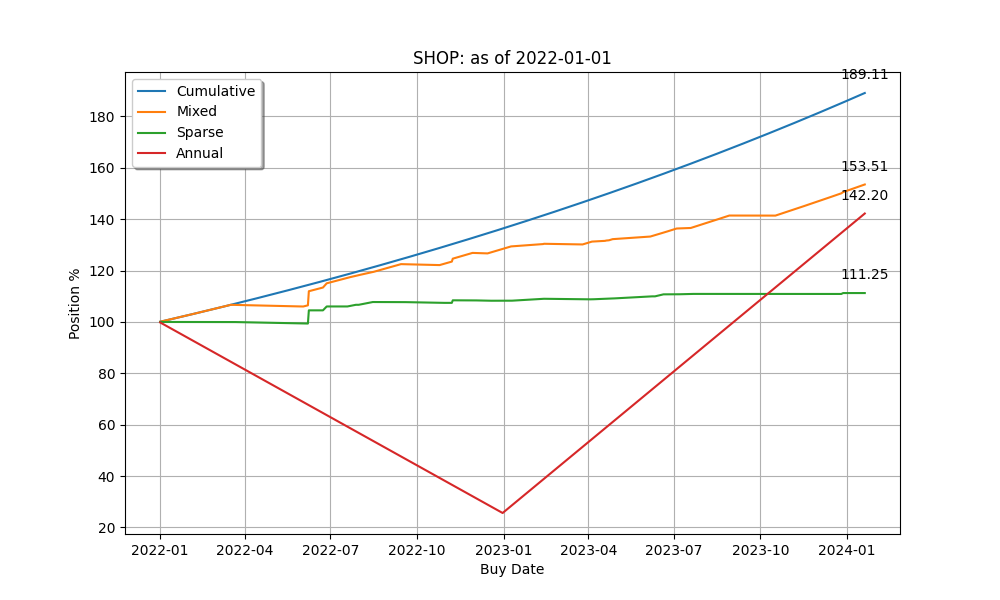 SHOP: as of 2022-01-01
189.11
Cumulative
Mixed
Sparse
Annual
153.51
142.20
111.25
Position %
180
160
140
120
100
80
60
40
20
2022-01 2022-04 2022-07 2022-10 2023-01 2023-04 2023-07 2023-10 2024-01
Buy Date